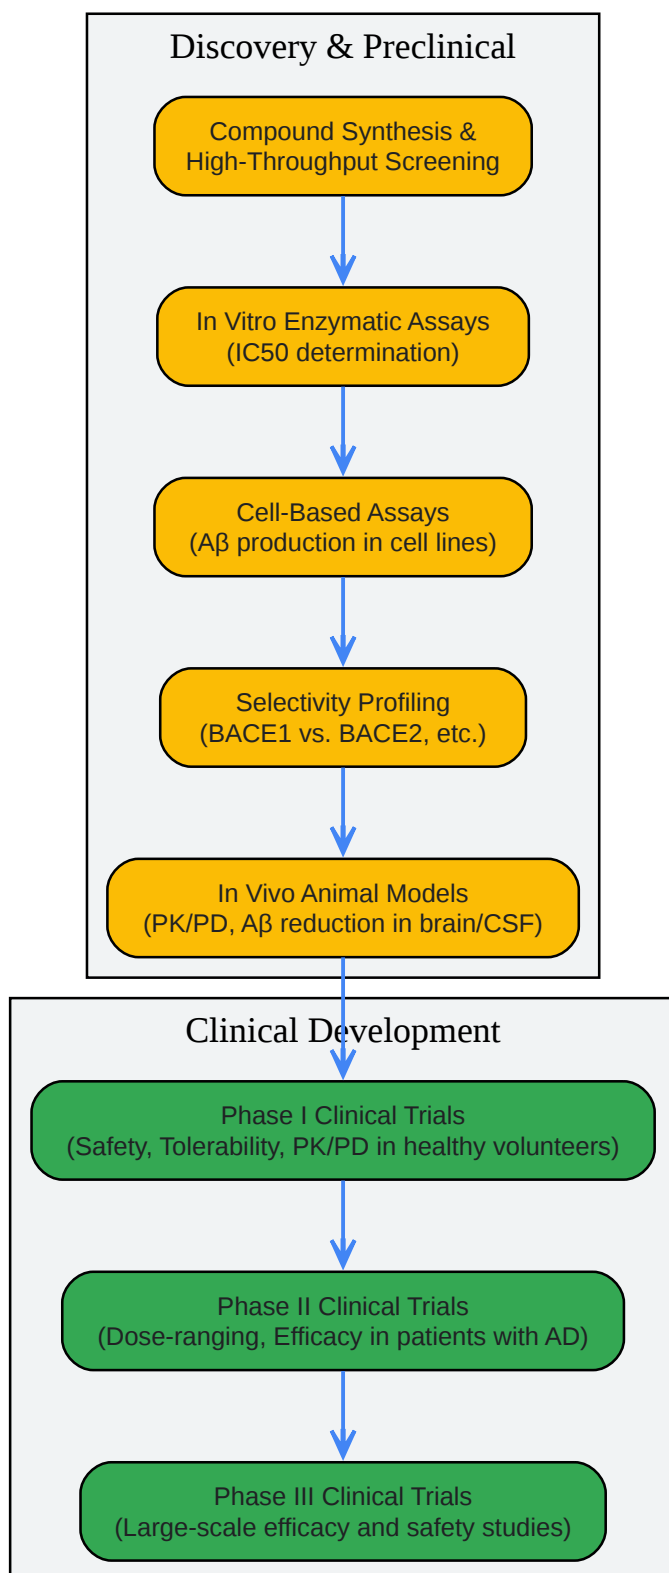 Discovery & Preclinical
Compound Synthesis &
High-Throughput Screening
In Vitro Enzymatic Assays
(IC50 determination)
Cell-Based Assays
(Aβ production in cell lines)
Selectivity Profiling
(BACE1 vs. BACE2, etc.)
In Vivo Animal Models
(PK/PD, Aβ reduction in brain/CSF)
Clinical Development
Phase I Clinical Trials
(Safety, Tolerability, PK/PD in healthy volunteers)
Phase II Clinical Trials
(Dose-ranging, Efficacy in patients with AD)
Phase III Clinical Trials
(Large-scale efficacy and safety studies)